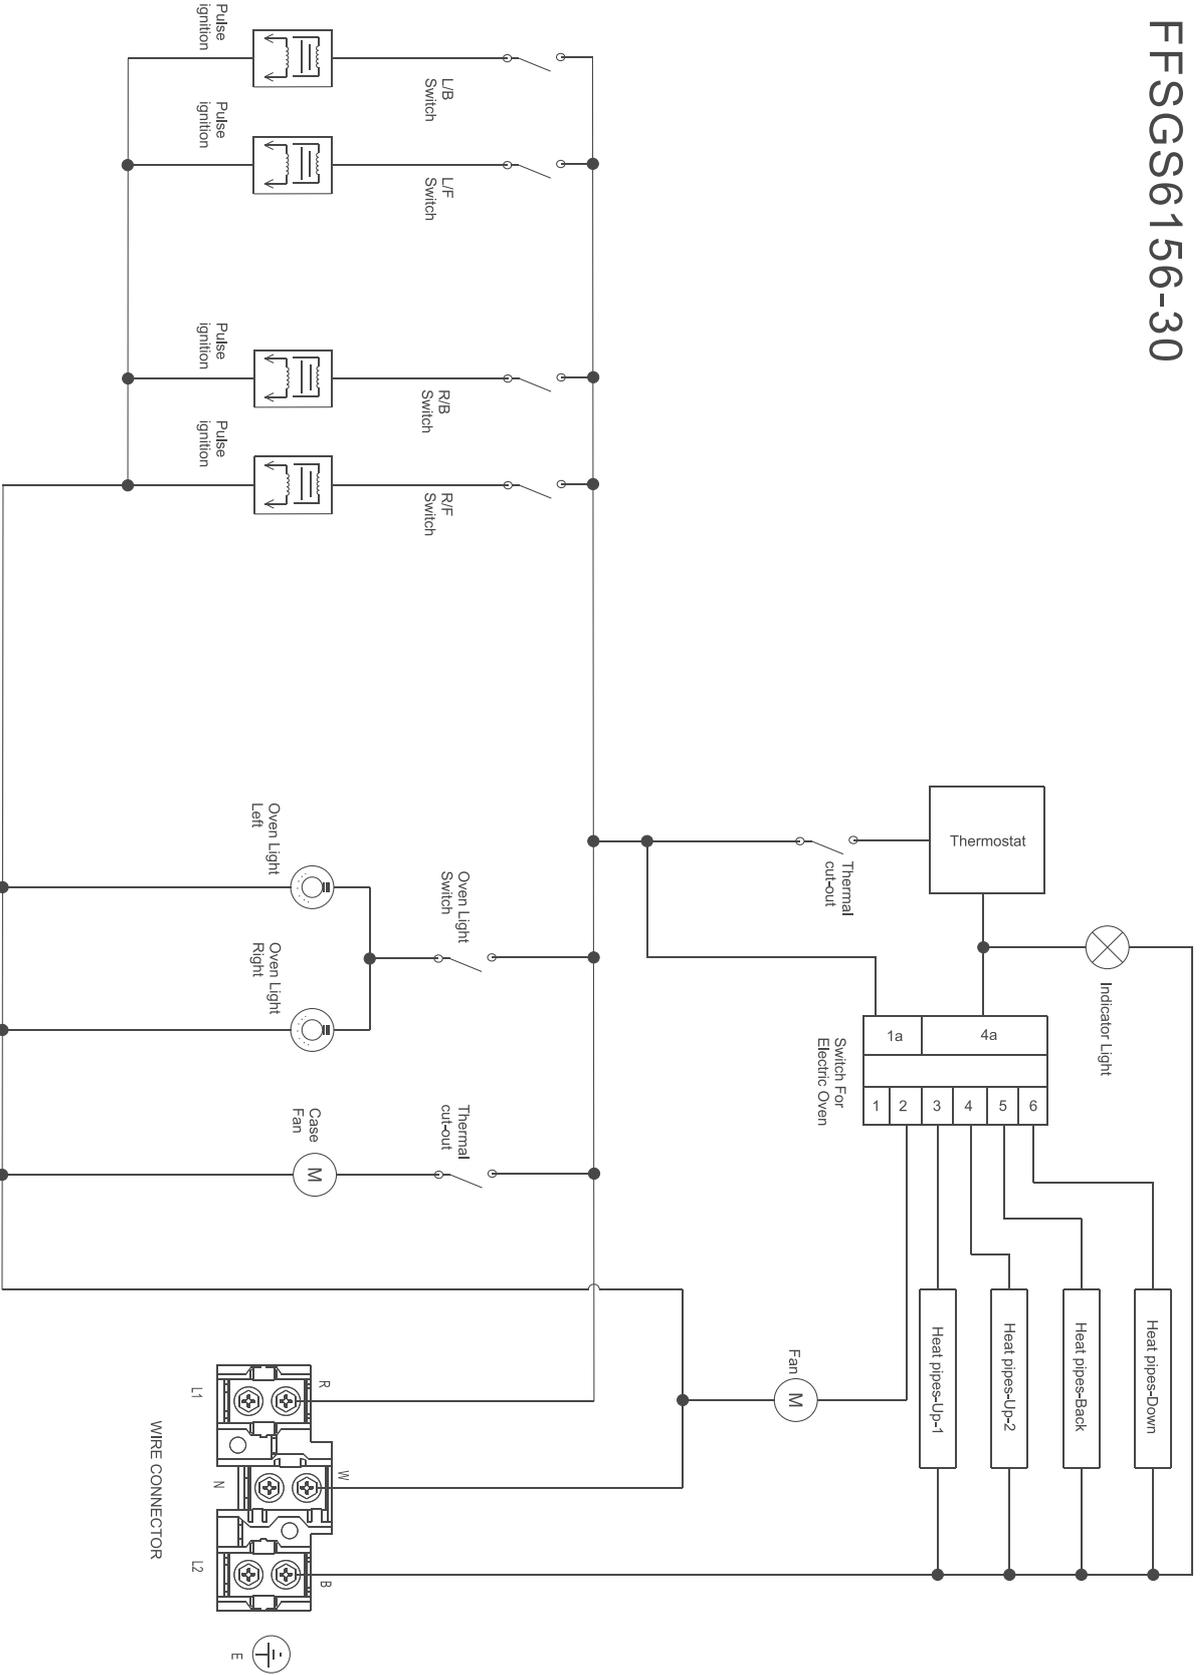 FFSGS6156-30
Pulse
ignition
L/B
Switch
Pulse
ignition
L/F
Switch
Pulse
ignition
R/B
Switch
Pulse
ignition
R/F
Switch
Thermostat
Thermal
cut-out
Indicator Light
Oven Light
Left
Oven Light
Switch
Oven Light
Right
1a
4a
Switch For
Electric Oven
1
2
3
4
5
6
Case
Fan
M
Thermal
cut-out
Heat pipes-Up-1
Heat pipes-Up-2
Heat pipes-Back
Heat pipes-Down
Fan
M
R
L1
W
N
B
L2
WIRE CONNECTOR
E